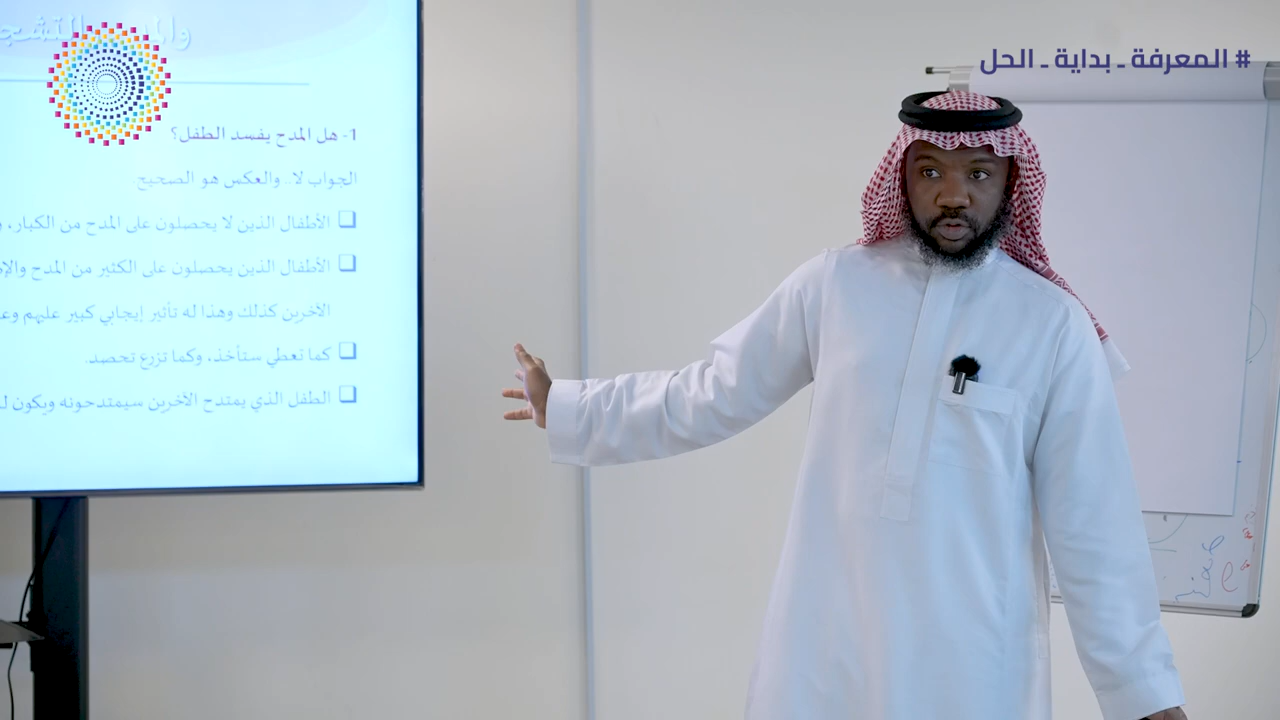 # المعرفة ـ بداية ـ الحل
1- هل المدح يفسد الطفل؟
الجواب لا.. والعكس هو الصحيح
❑ الأطفال الذين لا يحصلون على المدح من الكبار،
❑ الأطفال الذين يحصلون على الكثير من المدح
الآخرين كذلك وهذا له تأثير إيجابي كبير عليهم
❑ كما تعطي ستأخذ، وكما تزرع تحصد.
❑ الطفل الذي يمتدح الآخرين سيمتدحونه ويكون